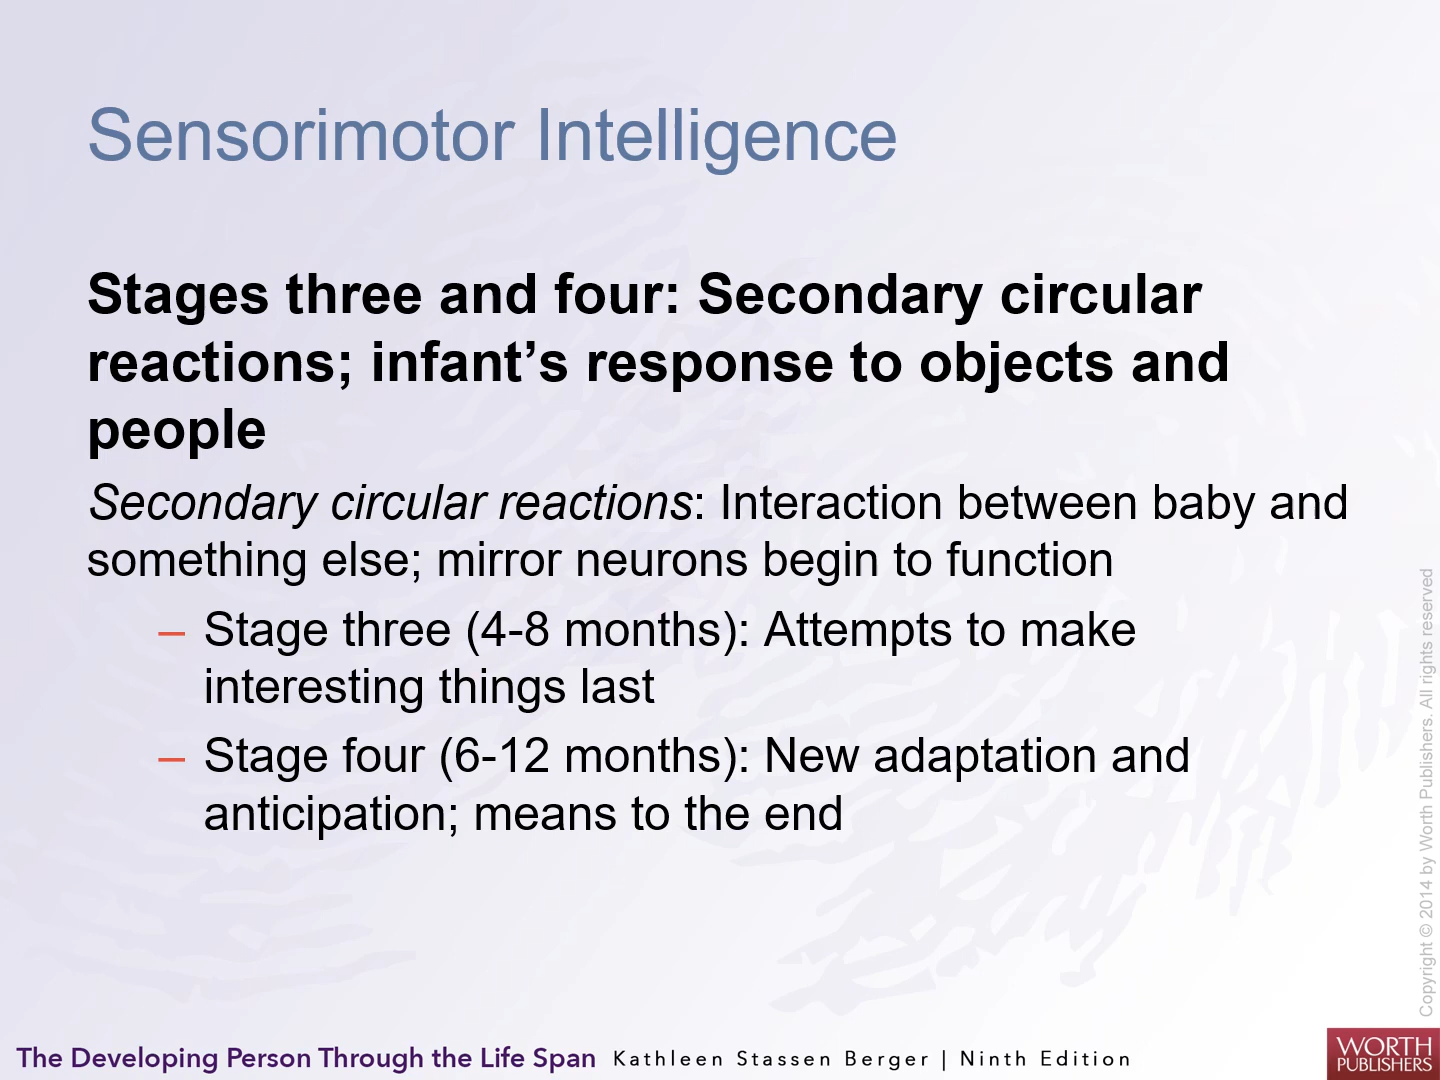 Sensorimotor Intelligence
Stages three and four: Secondary circular
reactions; infant’s response to objects and
people
Secondary circular reactions: Interaction between baby and
something else; mirror neurons begin to function
– Stage three (4-8 months): Attempts to make
interesting things last
– Stage four (6-12 months): New adaptation and
anticipation; means to the end
Copyright © 2014 by Worth Publishers. All rights reserved
The Developing Person Through the Life Span Kathleen Stassen Berger | Ninth Edition
WORTH
PUBLISHERS